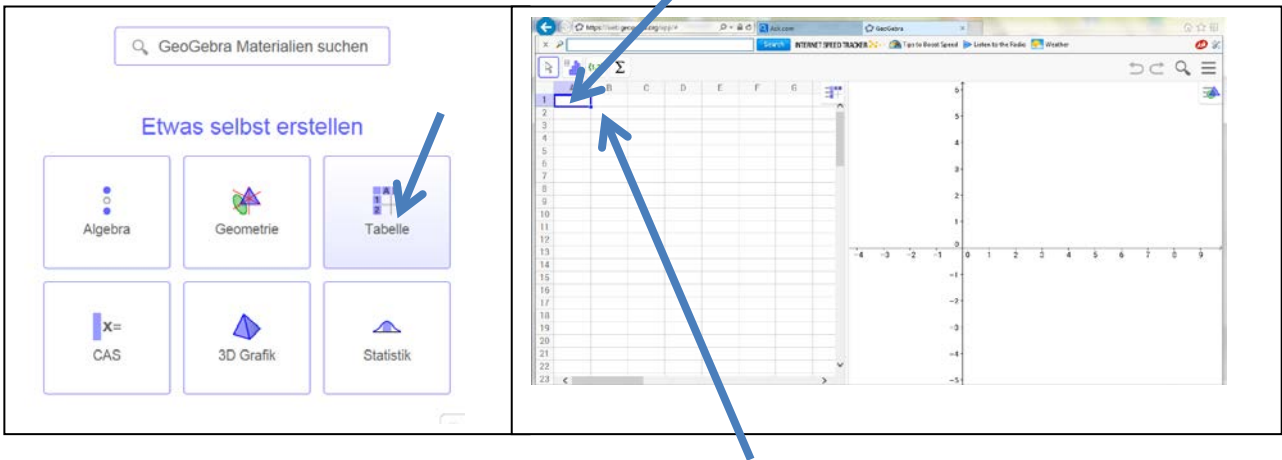 GeoGebra Materialien suchen
Etwas selbst erstellen
Algebra
Geometrie
A
1
2
Tabelle
x=
CAS
3D Grafik
Statistik
Ask.com
GeoGebra
Search
INTERNET SPEED TRACKER
Tips to Boost Speed
Listen to the Radio
Weather
Σ
A B C D E F G
1
2
3
4
5
6
7
8
9
10
11
12
13
14
15
16
17
18
19
20
21
22
23
5
4
3
2
1
0
-4 -3 -2 -1 0 1 2 3 4 5 6 7 8 9
-1
-2
-3
-4
-5